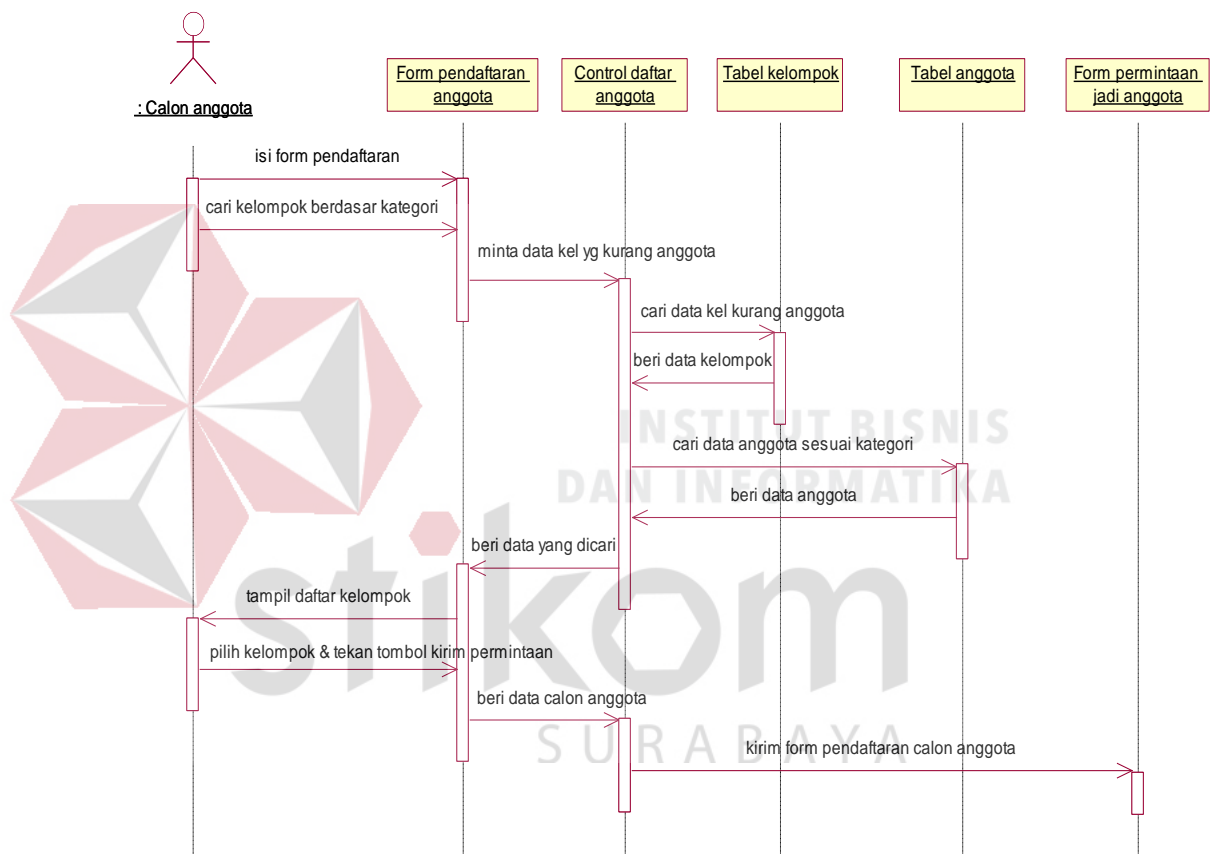 : Calon anggota
Form pendaftaran
anggota
Control daftar
anggota
Tabel kelompok
Tabel anggota
Form permintaan
jadi anggota
isi form pendaftaran
cari kelompok berdasar kategori
minta data kel yg kurang anggota
cari data kel kurang anggota
beri data kelompok
INSTITUT BISNIS
cari data anggota sesuai kategori
DAN INFORMATIKA
beri data anggota
beri data yang dicari
stikom
tampil daftar kelompok
pilih kelompok & tekan tombol kirim permintaan
beri data calon anggota
SURABAYA
kirim form pendaftaran calon anggota